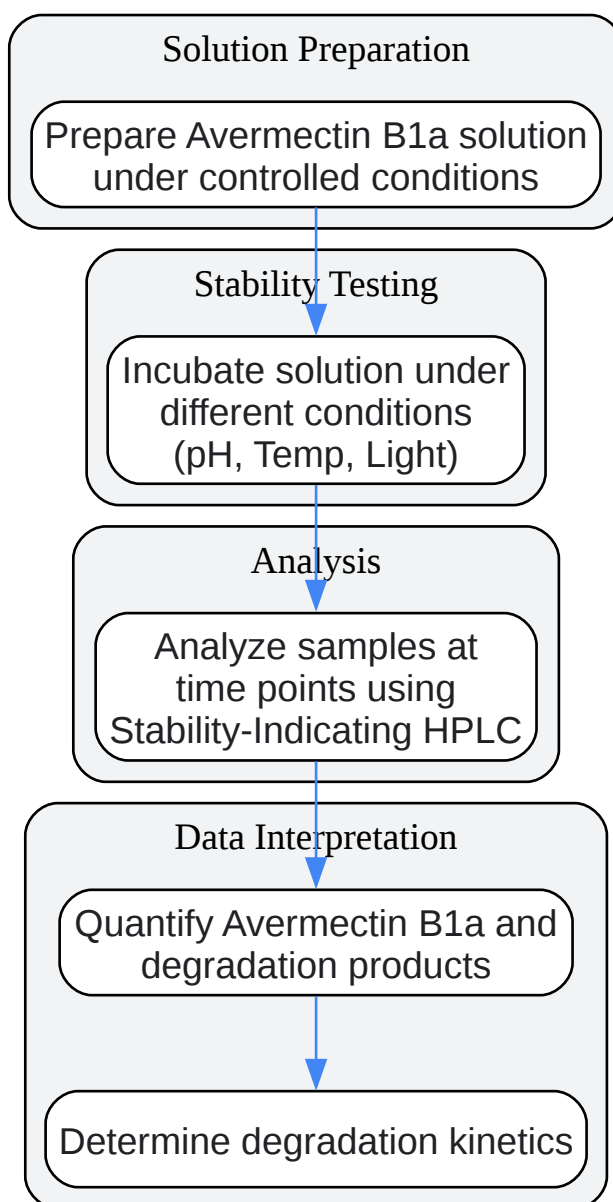 Solution Preparation
Prepare Avermectin B1a solution
under controlled conditions
Stability Testing
Incubate solution under
different conditions
(pH, Temp, Light)
Analysis
Analyze samples at
time points using
Stability-Indicating HPLC
Data Interpretation
Quantify Avermectin B1a and
degradation products
Determine degradation kinetics